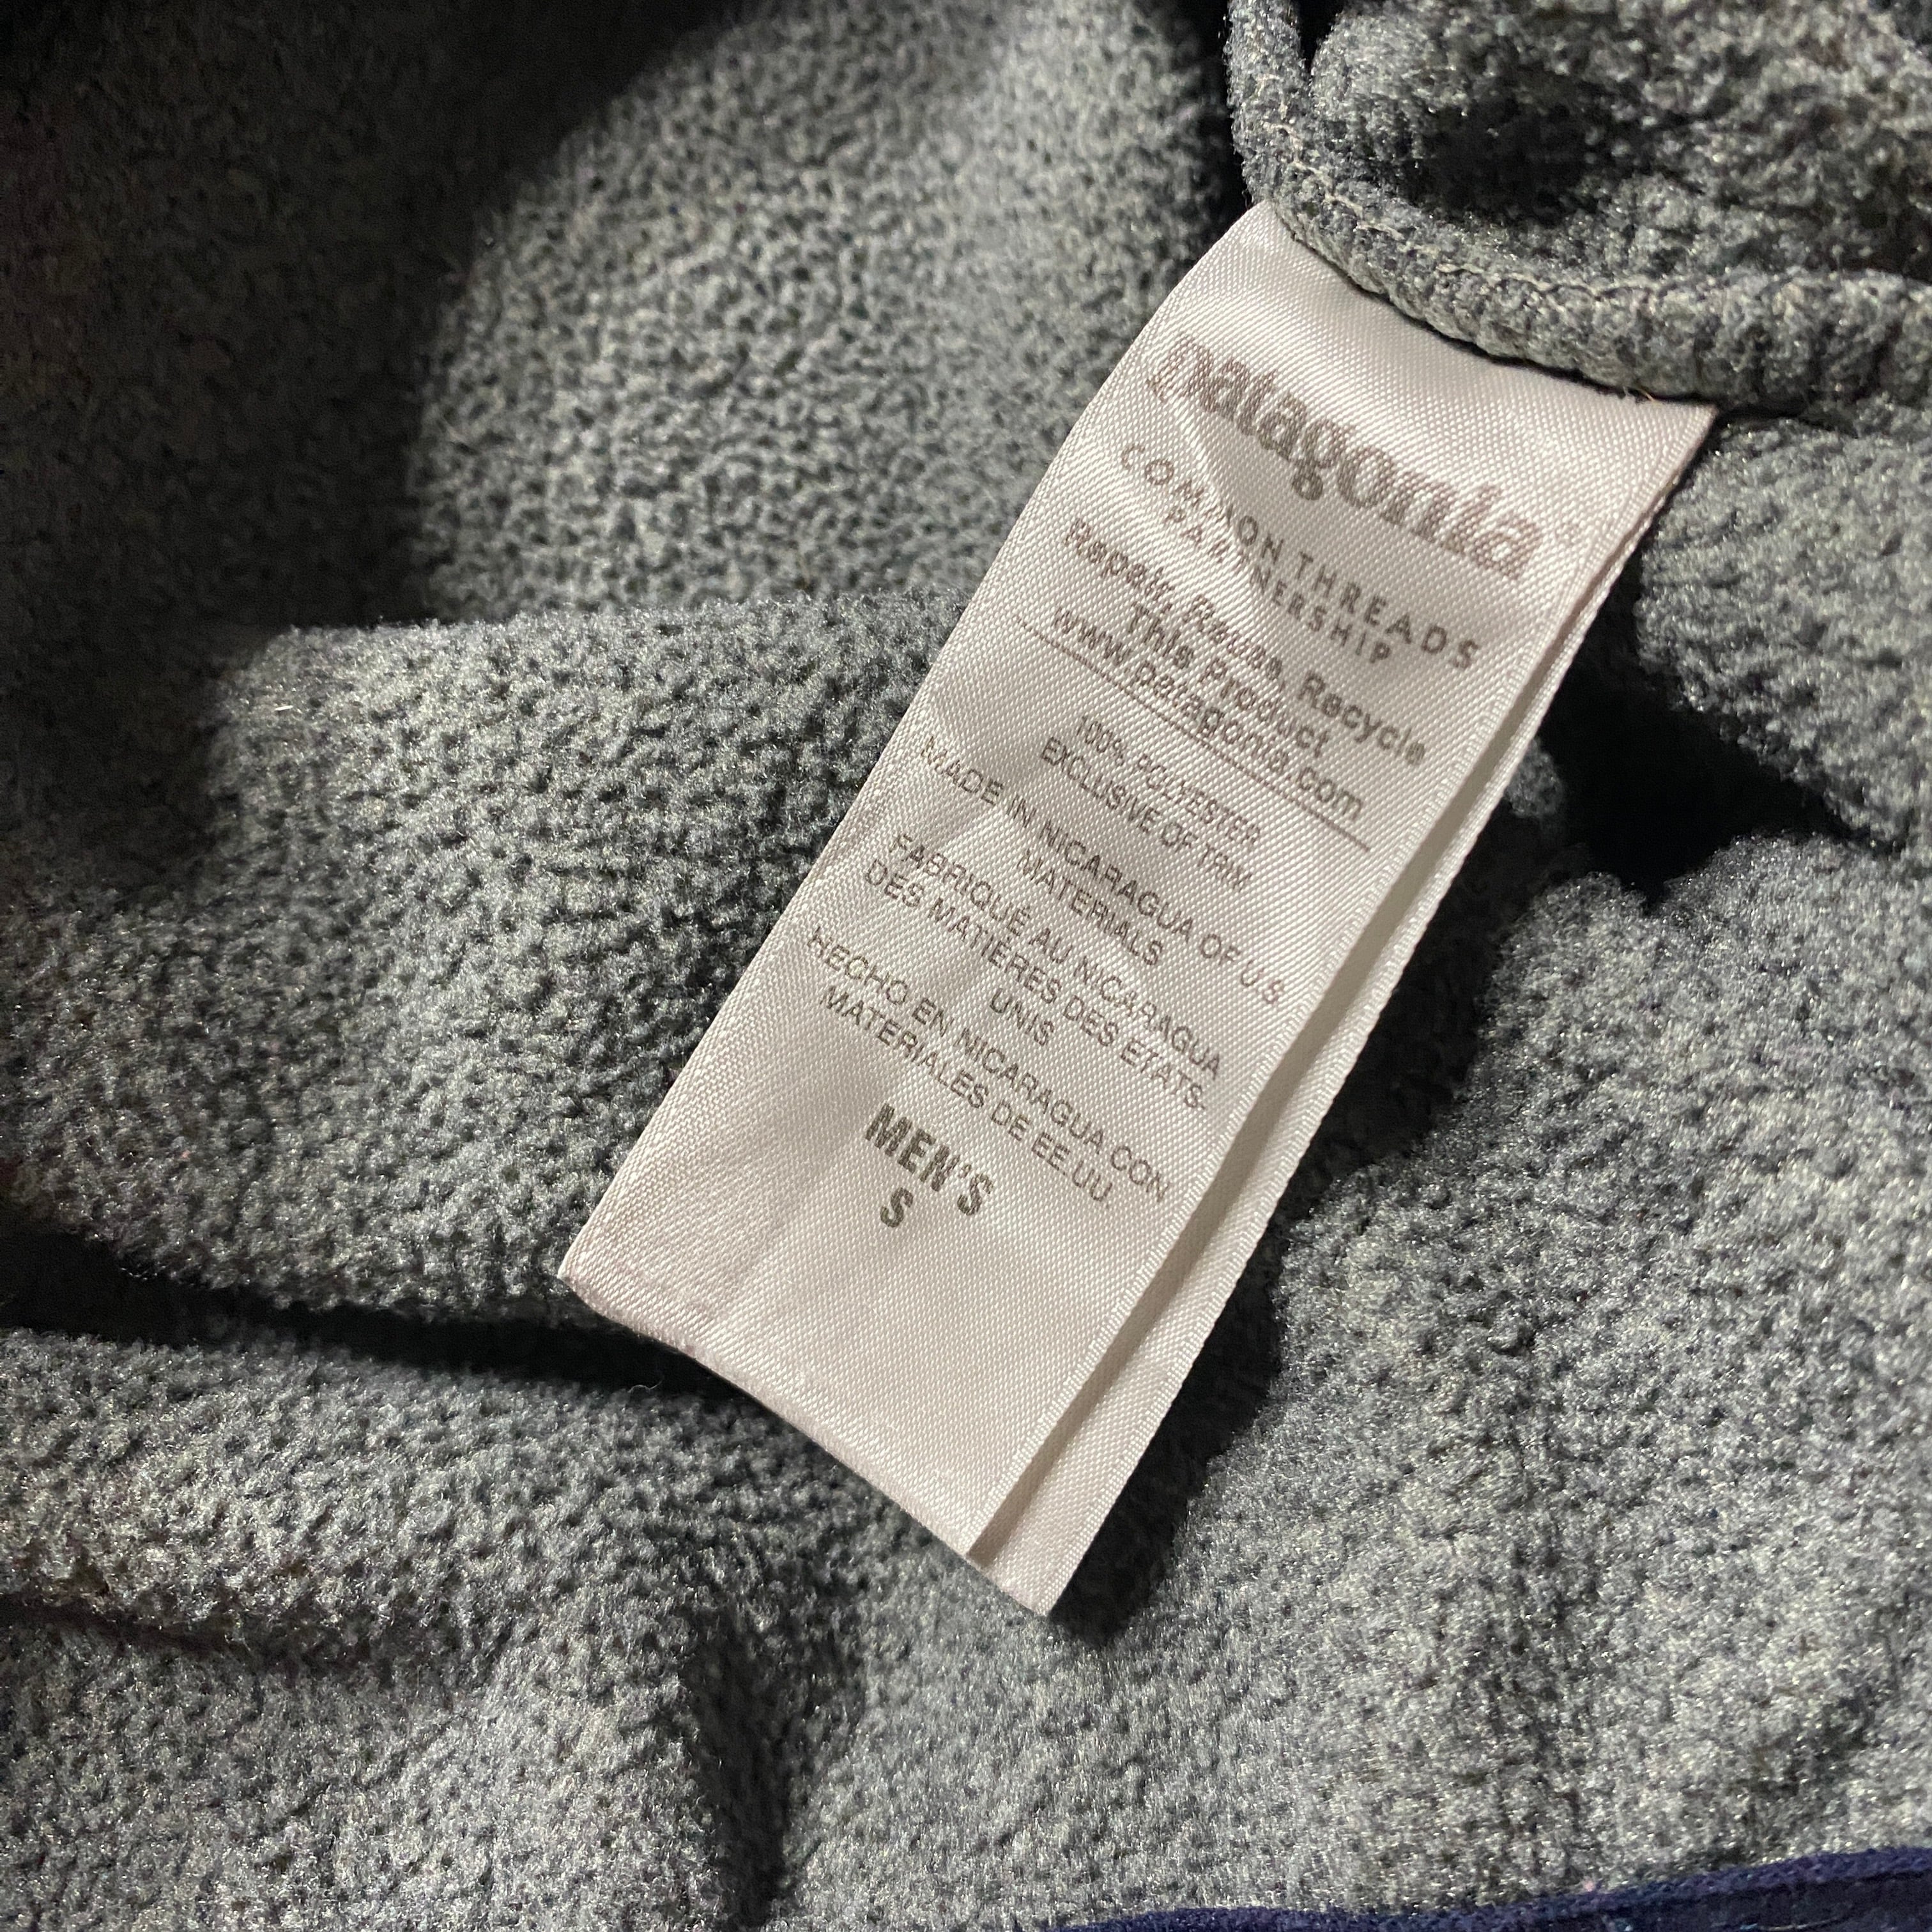 patagonia®
COMMON THREADS
PARTNERSHIP
Repair, Reuse, Recycle
This Product
www.patagonia.com
100% POLYESTER
EXCLUSIVE OF TRIM
MADE IN NICARAGUA OF U.S.
MATERIALS
FABRIQUÉ AU NICARAGUA
DES MATIÈRES DES ETATS-
UNIS
HECHO EN NICARAGUA CON
MATERIALES DE EE.UU.
MEN'S
S